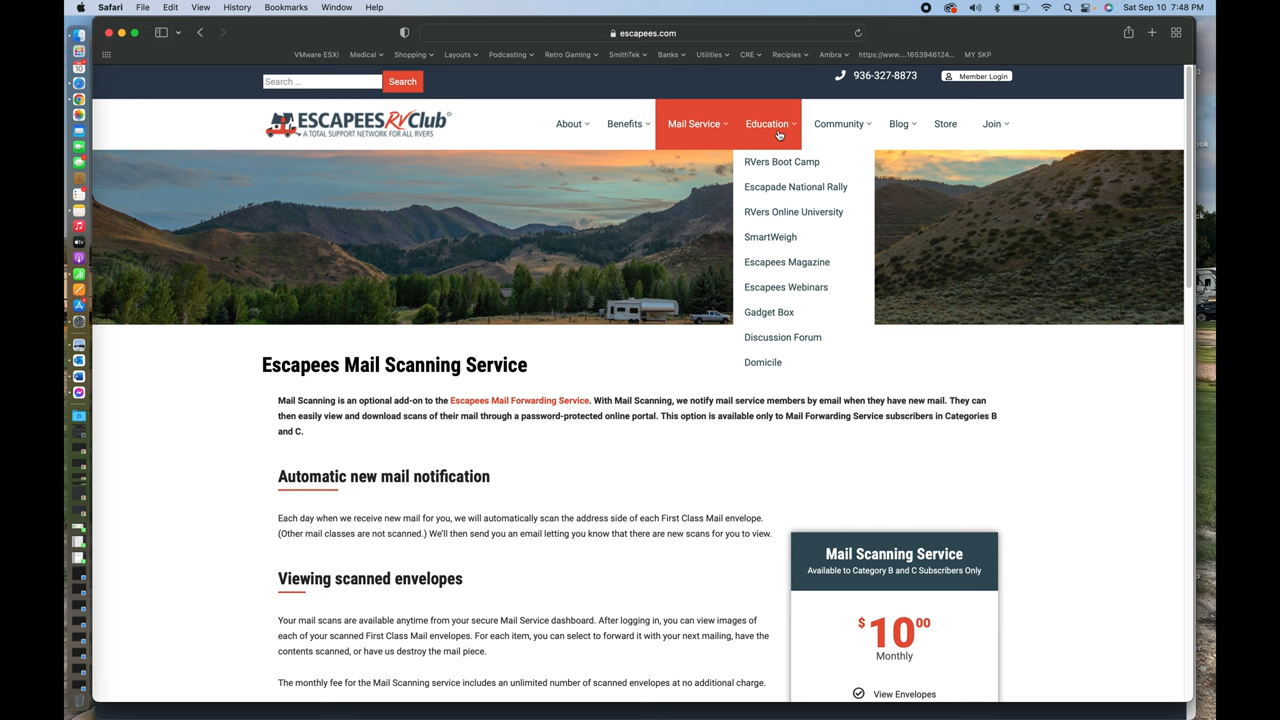 Safari File Edit View History Bookmarks Window Help
Sat Sep 10 7:48 PM
escapees.com
VMware ESXi Medical Shopping Layouts Podcasting Retro Gaming SmithTek Banks Utilities CRE Recipies Ambra https://www....1653946124... MY SKP
Search ... Search 936-327-8873 Member Login
ESCAPEES RV Club
A TOTAL SUPPORT NETWORK FOR ALL RVERS
About Benefits Mail Service Education Community Blog Store Join
RVers Boot Camp
Escapade National Rally
RVers Online University
SmartWeigh
Escapees Magazine
Escapees Webinars
Gadget Box
Discussion Forum
Domicile
Escapees Mail Scanning Service
Mail Scanning is an optional add-on to the Escapees Mail Forwarding Service. With Mail Scanning, we notify mail service members by email when they have new mail. They can
then easily view and download scans of their mail through a password-protected online portal. This option is available only to Mail Forwarding Service subscribers in Categories B
and C.
Automatic new mail notification
Each day when we receive new mail for you, we will automatically scan the address side of each First Class Mail envelope.
(Other mail classes are not scanned.) We'll then send you an email letting you know that there are new scans for you to view.
Viewing scanned envelopes
Your mail scans are available anytime from your secure Mail Service dashboard. After logging in, you can view images of
each of your scanned First Class Mail envelopes. For each item, you can select to forward it with your next mailing, have the
contents scanned, or have us destroy the mail piece.
The monthly fee for the Mail Scanning service includes an unlimited number of scanned envelopes at no additional charge.
Mail Scanning Service
Available to Category B and C Subscribers Only
$10 00
Monthly
View Envelopes